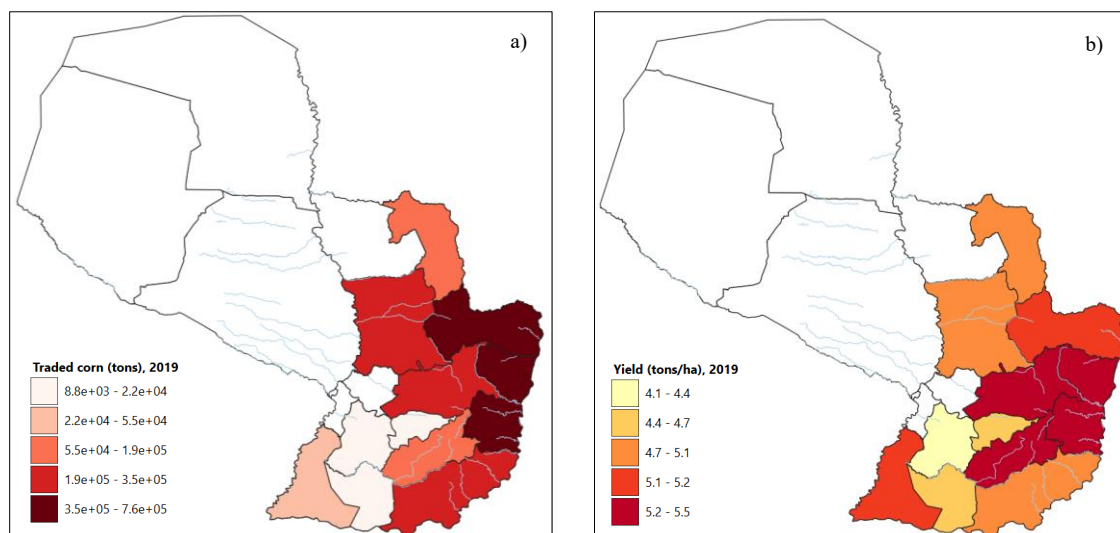 a)
Traded corn (tons), 2019
8.8e+03 - 2.2e+04
2.2e+04 - 5.5e+04
5.5e+04 - 1.9e+05
1.9e+05 - 3.5e+05
3.5e+05 - 7.6e+05
b)
Yield (tons/ha), 2019
4.1 - 4.4
4.4 - 4.7
4.7 - 5.1
5.1 - 5.2
5.2 - 5.5